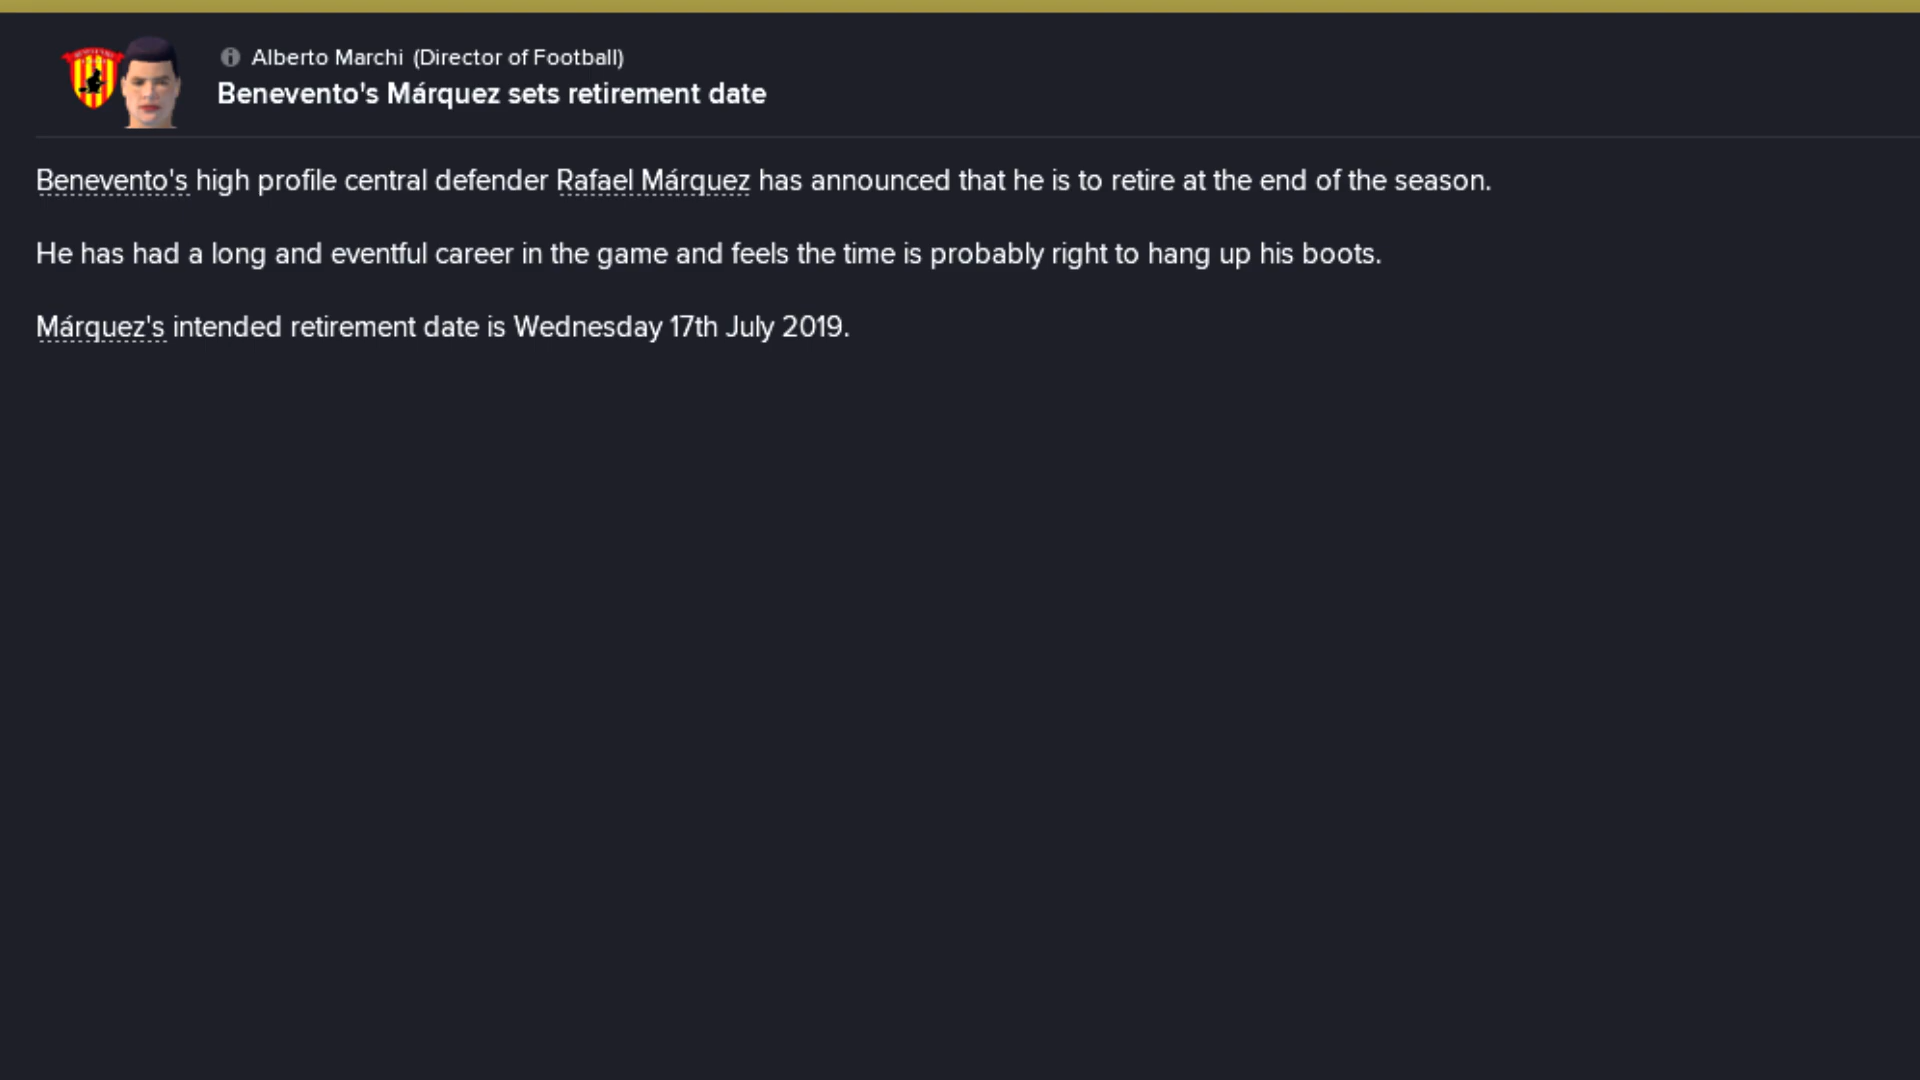 Alberto Marchi (Director of Football)
Benevento's Márquez sets retirement date
Benevento's high profile central defender Rafael Márquez has announced that he is to retire at the end of the season.
He has had a long and eventful career in the game and feels the time is probably right to hang up his boots.
Márquez's intended retirement date is Wednesday 17th July 2019.